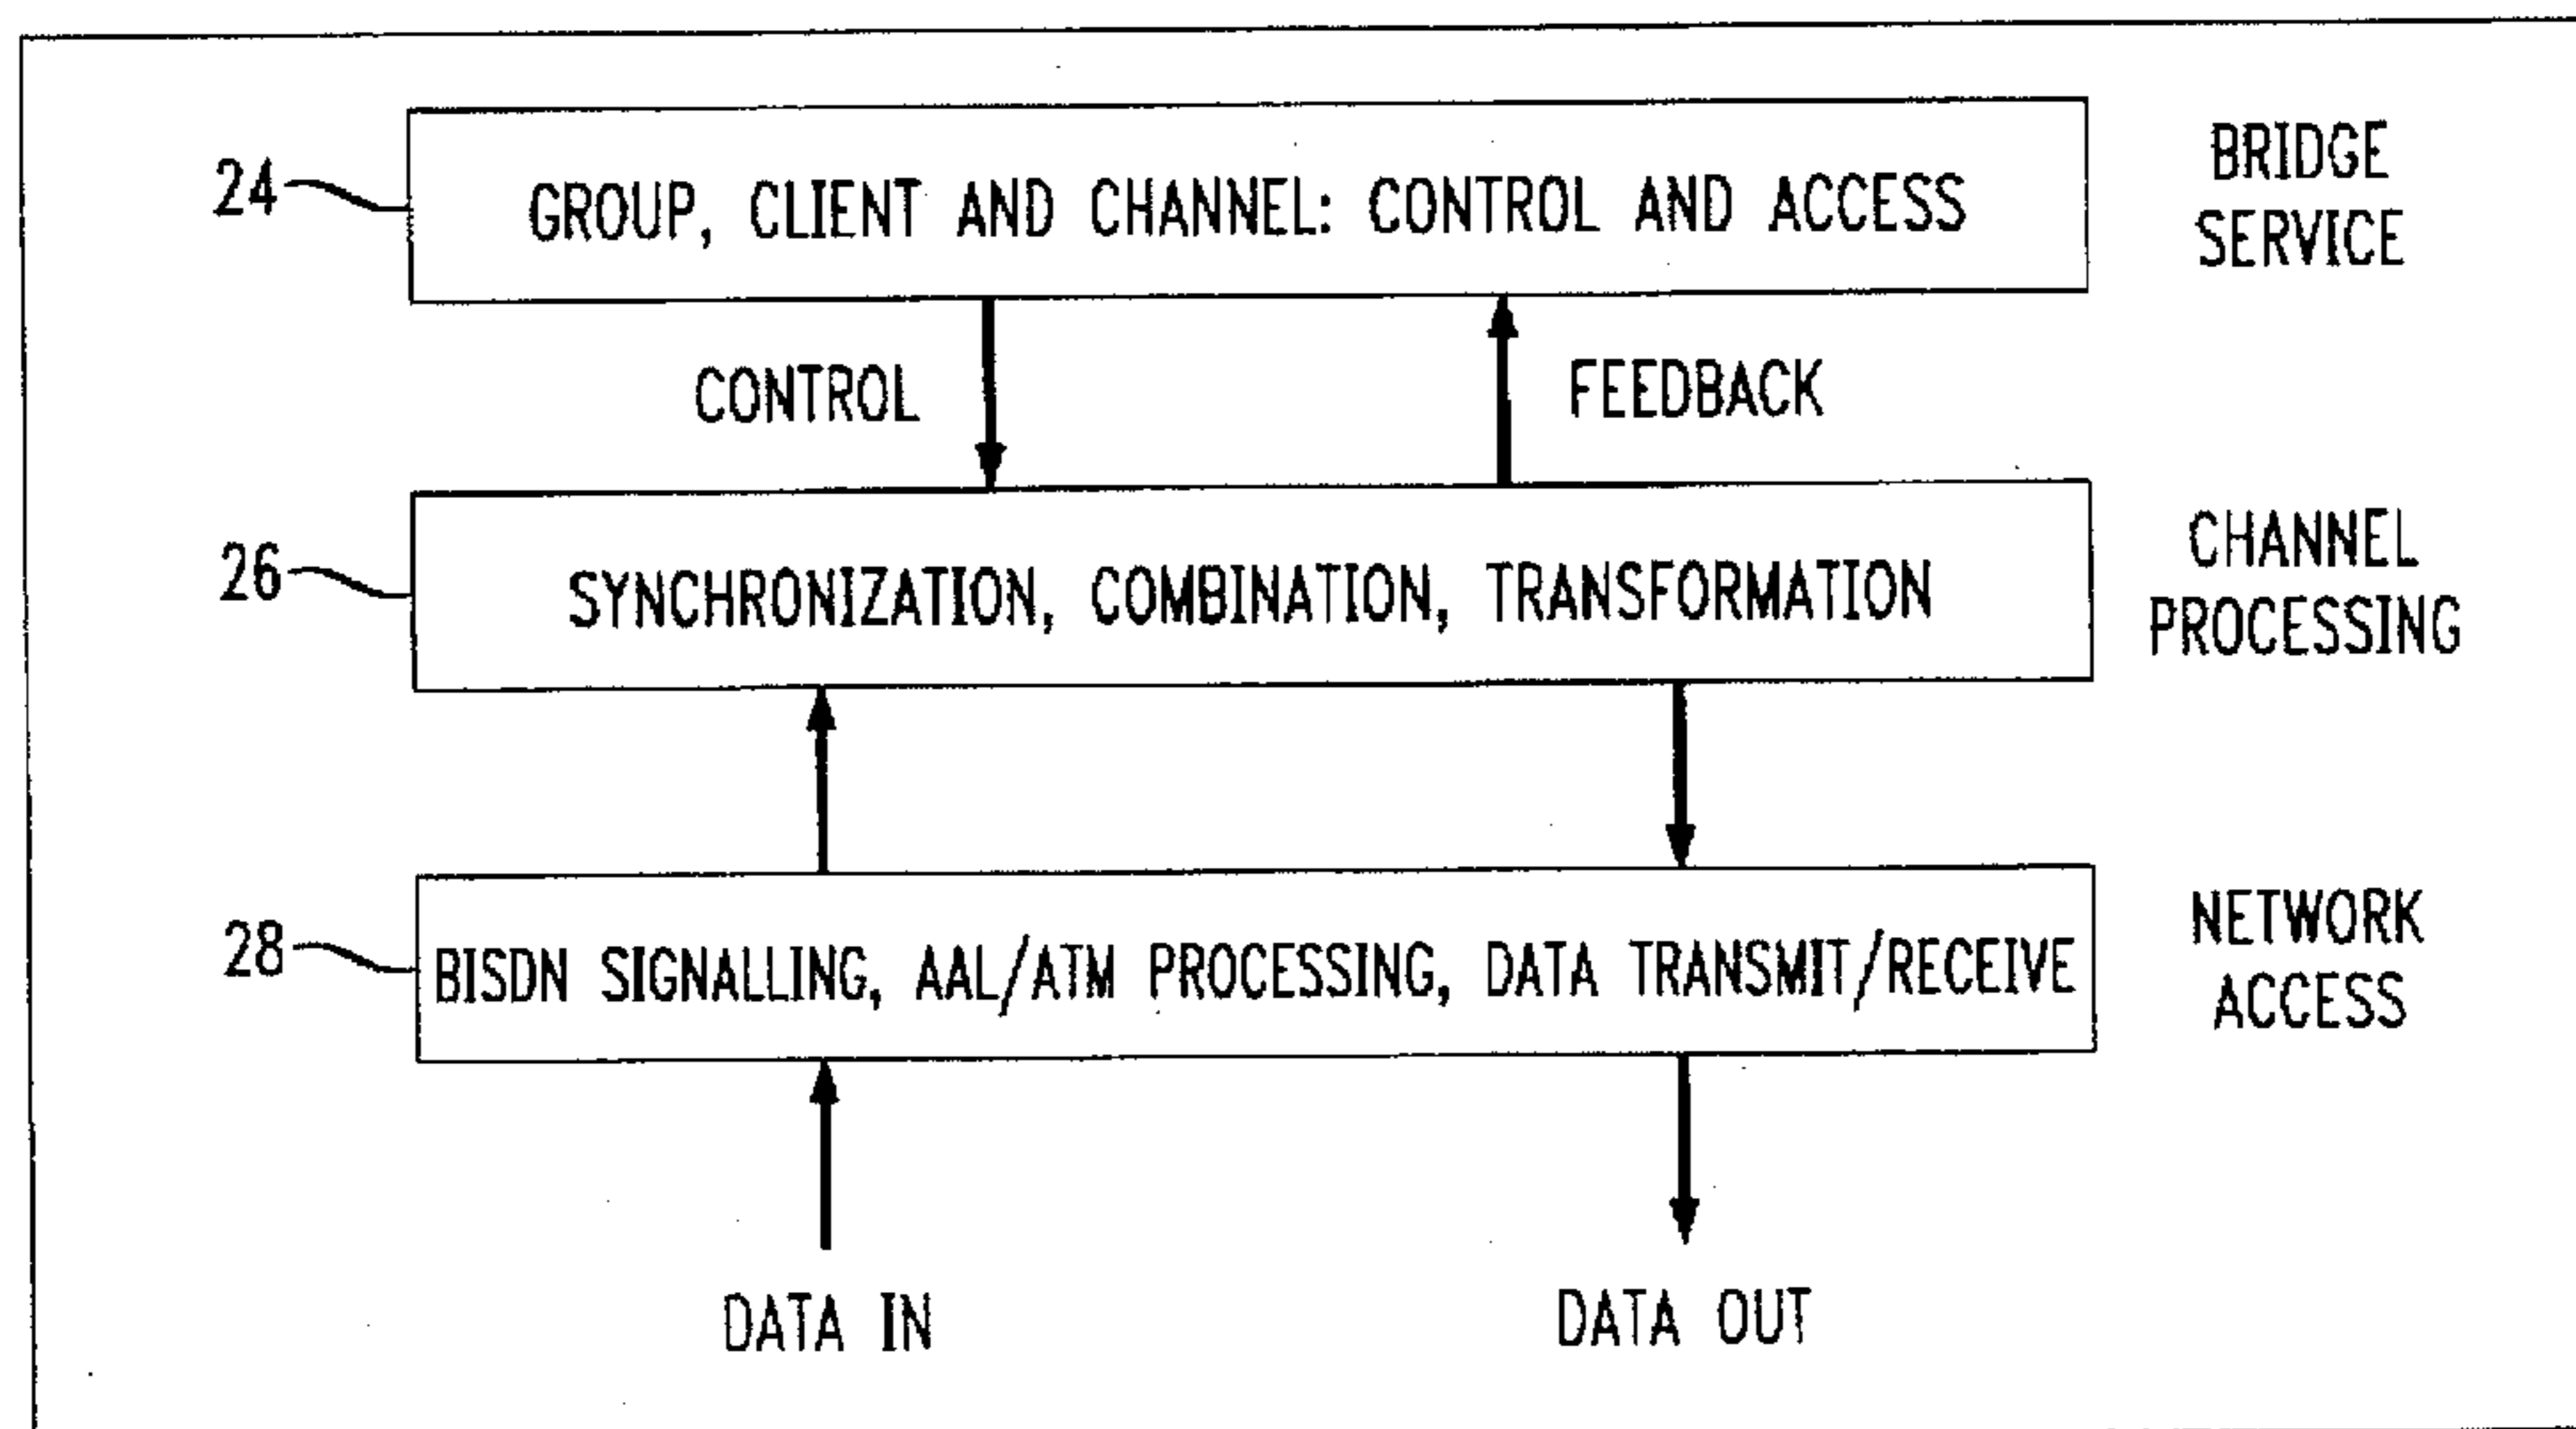 BRIDGE
SERVICE
24
GROUP, CLIENT AND CHANNEL: CONTROL AND ACCESS
CONTROL
FEEDBACK
CHANNEL
PROCESSING
26
SYNCHRONIZATION, COMBINATION, TRANSFORMATION
NETWORK
ACCESS
28
BISDN SIGNALLING, AAL/ATM PROCESSING, DATA TRANSMIT/RECEIVE
DATA IN
DATA OUT